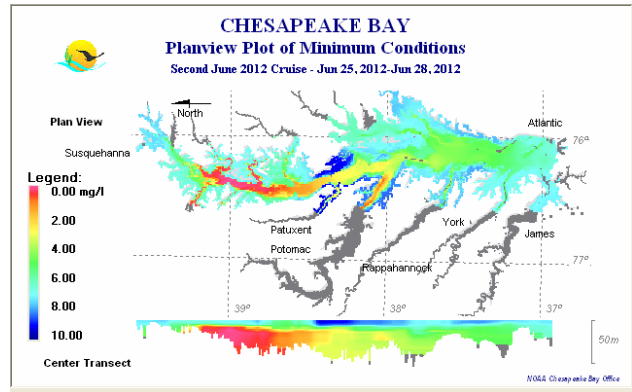 CHESAPEAKE BAY
Planview Plot of Minimum Conditions
Second June 2012 Cruise - Jun 25, 2012-Jun 28, 2012
North
Atlantic
Plan View
76°
Susquehanna
Legend:
0.00 mg/l
2.00
4.00
6.00
8.00
10.00
Patuxent
York
James
Potomac
Rappahannock
77°
39°
38°
37°
50m
Center Transect
NOAA Chesapeake Bay Office